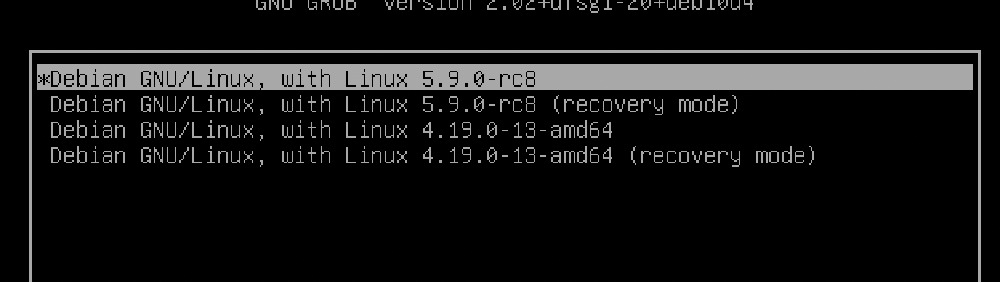 GNU GRUB version 2.02+dfsg1-20+deb10u4
*Debian GNU/Linux, with Linux 5.9.0-rc8
Debian GNU/Linux, with Linux 5.9.0-rc8 (recovery mode)
Debian GNU/Linux, with Linux 4.19.0-13-amd64
Debian GNU/Linux, with Linux 4.19.0-13-amd64 (recovery mode)